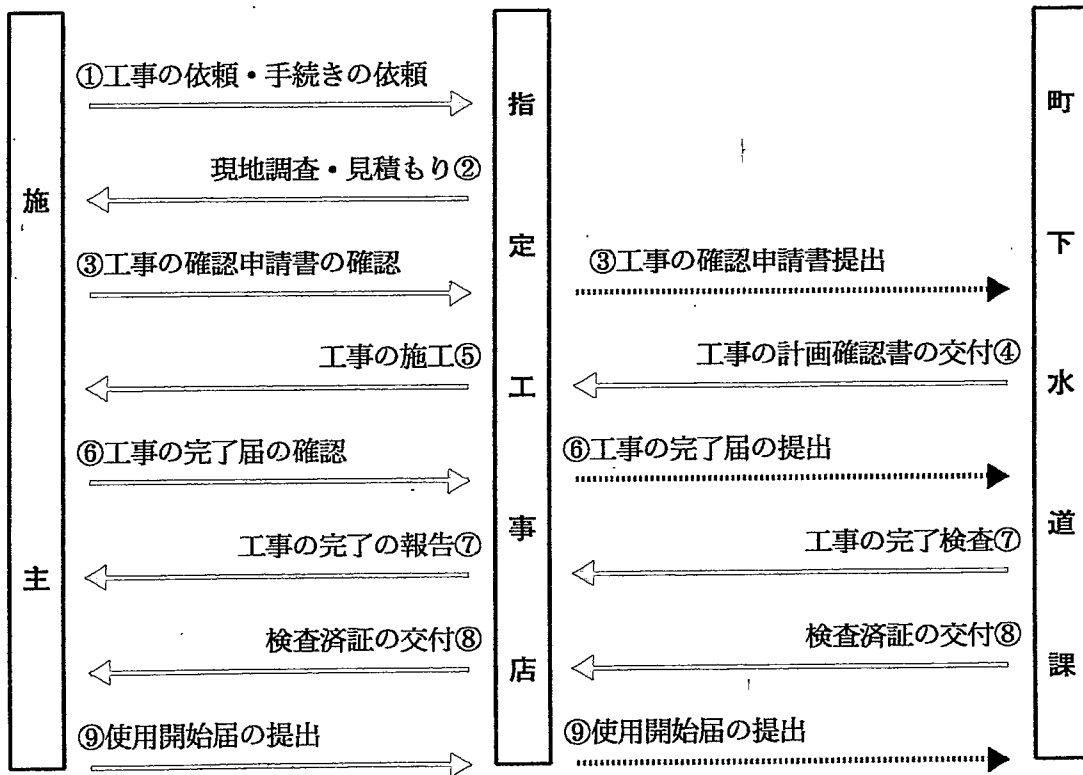 施主
指定工事店
町下水道課
①工事の依頼・手続きの依頼
現地調査・見積もり②
③工事の確認申請書の確認
③工事の確認申請書提出
工事の施工⑤
工事の計画確認書の交付④
⑥工事の完了届の確認
⑥工事の完了届の提出
工事の完了の報告⑦
工事の完了検査⑦
検査済証の交付⑧
検査済証の交付⑧
⑨使用開始届の提出
⑨使用開始届の提出